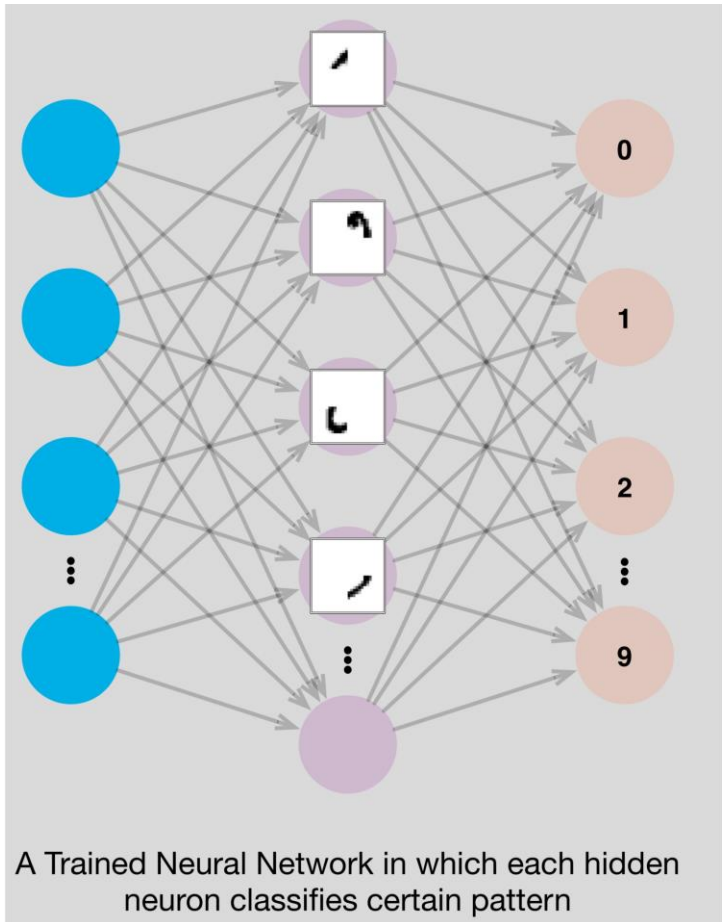 0
1
2
9
A Trained Neural Network in which each hidden
neuron classifies certain pattern